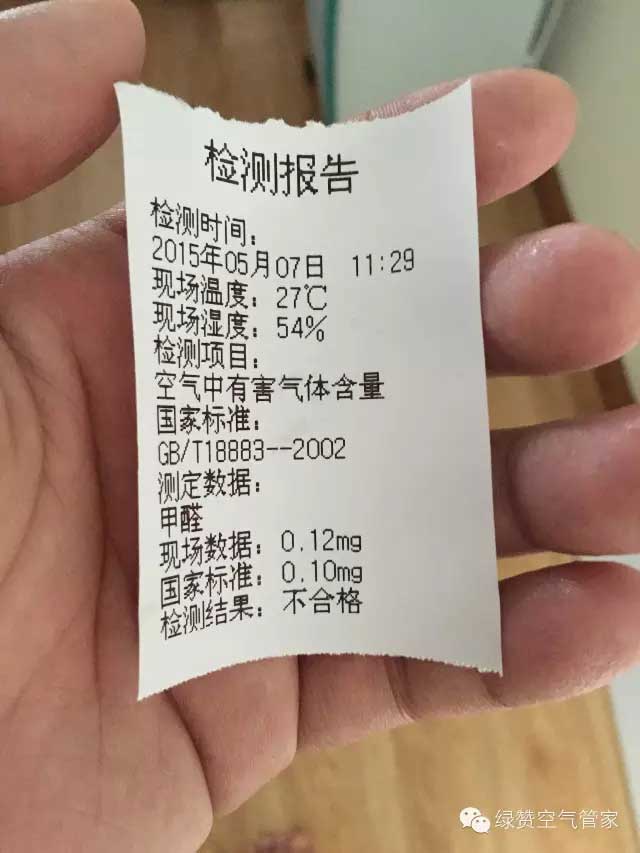 检测报告
检测时间：
2015年05月07日 11:29
现场温度：27℃
现场湿度：54%
检测项目：
空气中有害气体含量
国家标准：
GB/T18883--2002
测定数据：
甲醛
现场数据：0.12mg
国家标准：0.10mg
检测结果：不合格
绿赞空气管家